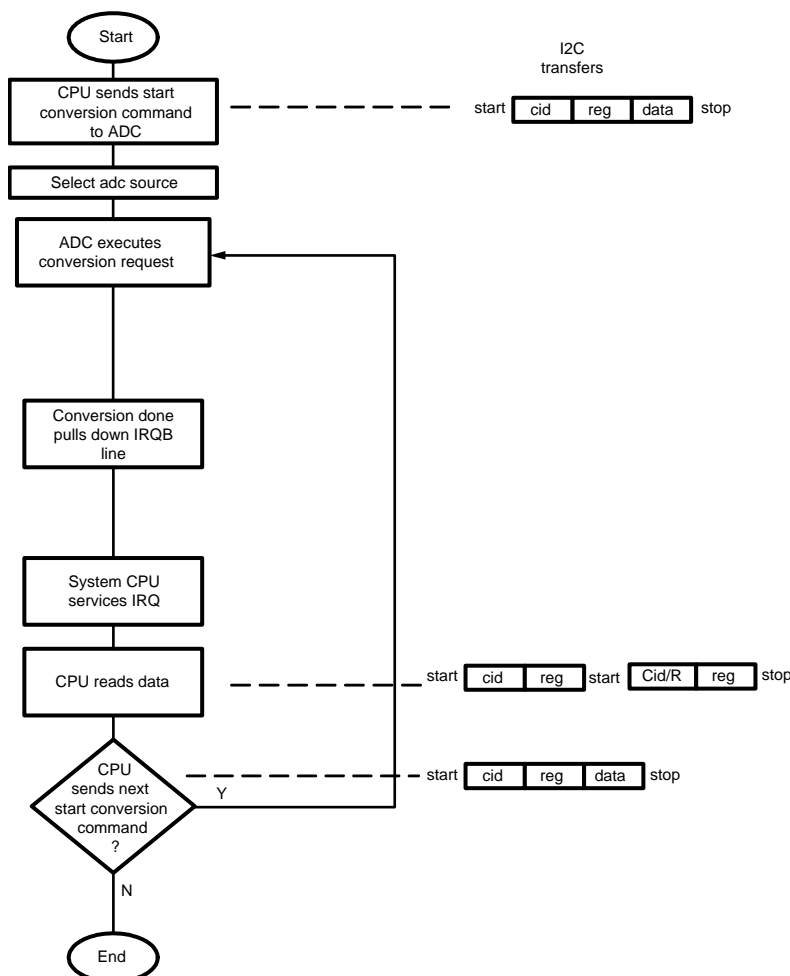 Start
I2C
transfers
CPU sends start
conversion command
to ADC
start cid reg data stop
Select adc source
ADC executes
conversion request
Conversion done
pulls down IRQB
line
System CPU
services IRQ
CPU reads data
start cid reg start Cid/R reg stop
CPU
sends next
start conversion
command
?
start cid reg data stop
Y
N
End